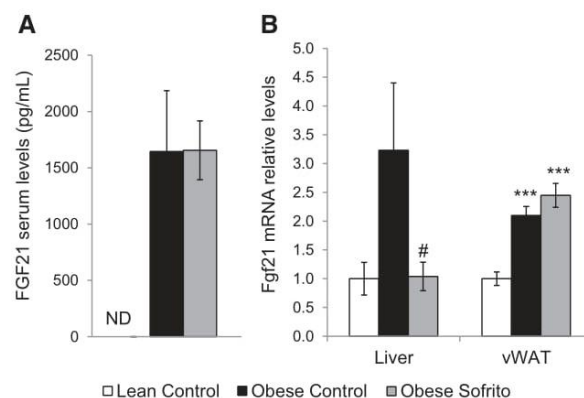 A
FGF21 serum levels (pg/mL)
2500
2000
1500
1000
500
0
ND
B
Fgf21 mRNA relative levels
5.0
4.5
4.0
3.5
3.0
2.5
2.0
1.5
1.0
0.5
0.0
#
***
***
Liver
vWAT
Lean Control
Obese Control
Obese Sofrito